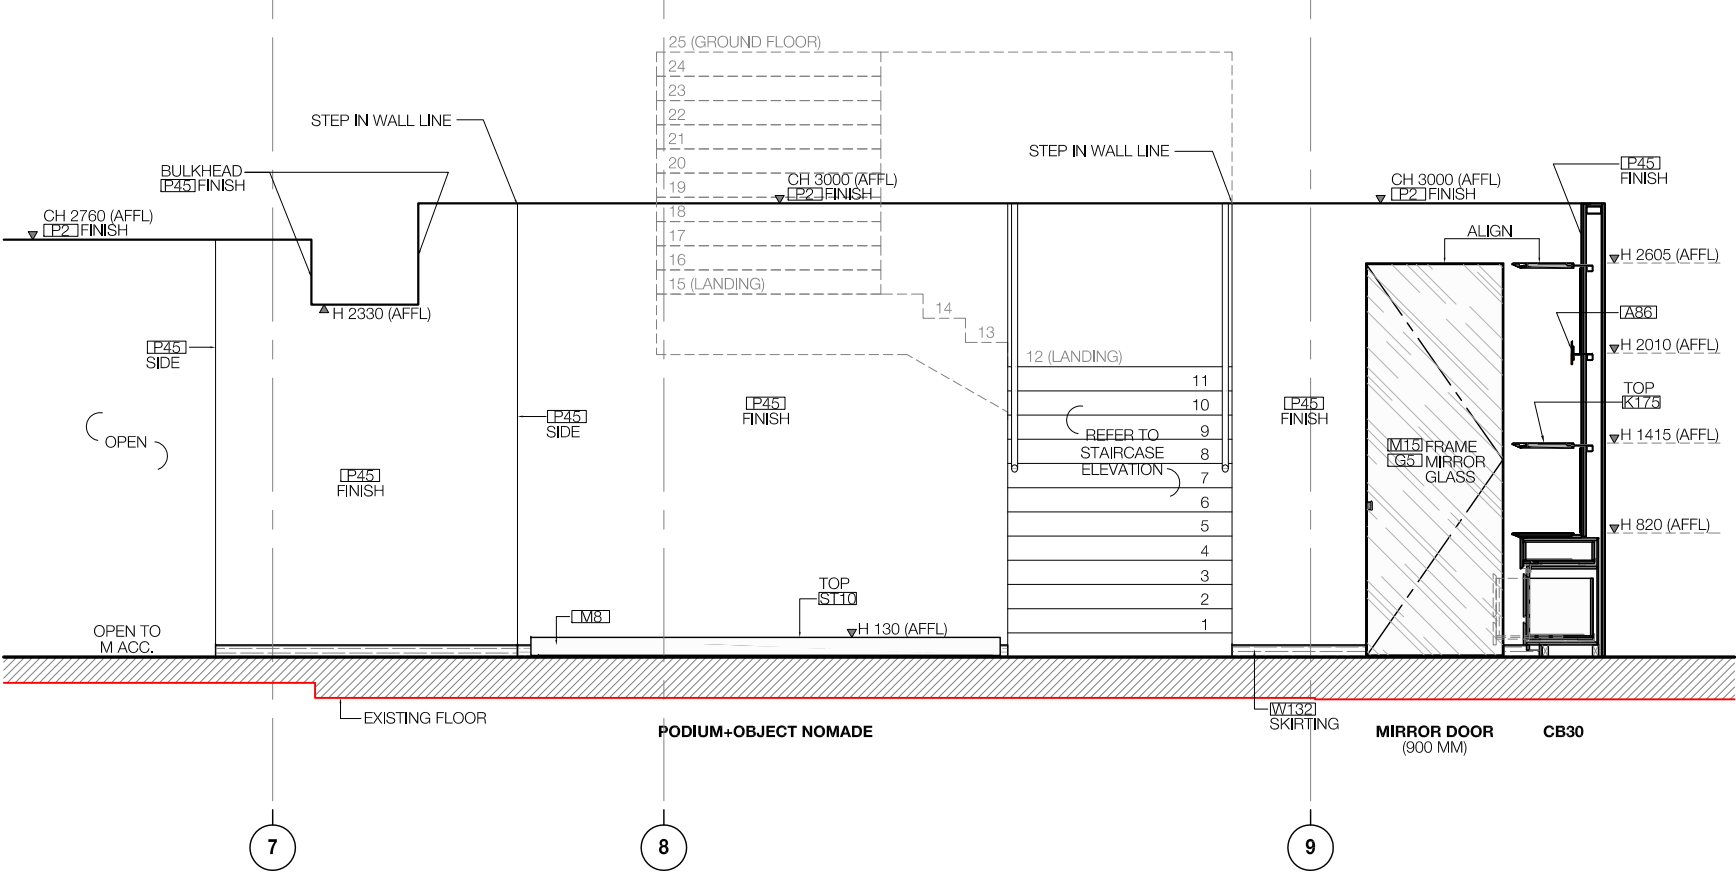 25 (GROUND FLOOR)
24
23
22
21
20
19
18
17
16
15 (LANDING)
14
13
12 (LANDING)
11
10
9
8
7
6
5
4
3
2
1
STEP IN WALL LINE
BULKHEAD
P45 FINISH
CH 2760 (AFFL)
P2 FINISH
H 2330 (AFFL)
P45
SIDE
OPEN
P45
FINISH
P45
SIDE
OPEN TO
M ACC.
CH 3000 (AFFL)
P2 FINISH
P45
FINISH
M8
TOP
ST10
H 130 (AFFL)
STEP IN WALL LINE
REFER TO
STAIRCASE
ELEVATION
P45
FINISH
CH 3000 (AFFL)
P2 FINISH
ALIGN
M15 FRAME
G5 MIRROR
GLASS
P45
FINISH
H 2605 (AFFL)
A86
H 2010 (AFFL)
TOP
K175
H 1415 (AFFL)
H 820 (AFFL)
EXISTING FLOOR
PODIUM+OBJECT NOMADE
W132
SKIRTING
MIRROR DOOR
(900 MM)
CB30
7
8
9